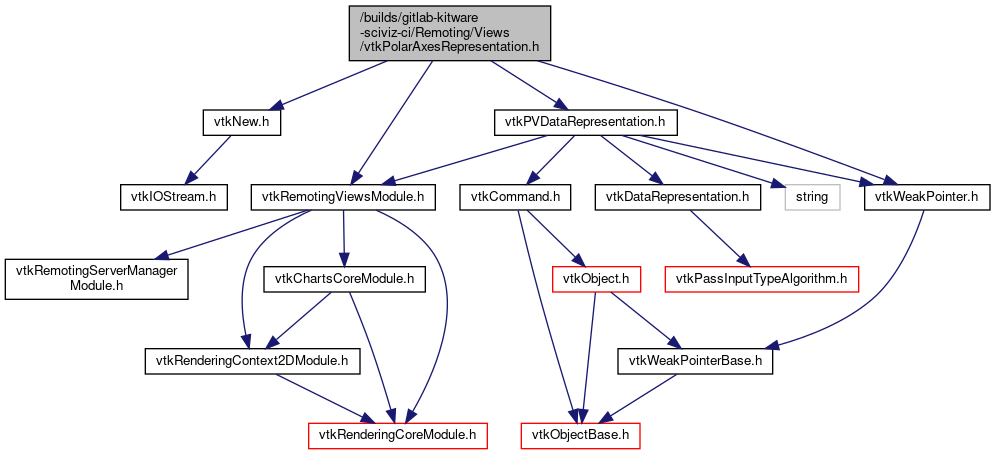 /builds/gitlab-kitware
-sciviz-ci/Remoting/Views
/vtkPolarAxesRepresentation.h
vtkNew.h
vtkPVDataRepresentation.h
vtkIOStream.h
vtkRemotingViewsModule.h
vtkCommand.h
vtkDataRepresentation.h
string
vtkWeakPointer.h
vtkRemotingServerManager
Module.h
vtkChartsCoreModule.h
vtkObject.h
vtkPassInputTypeAlgorithm.h
vtkRenderingContext2DModule.h
vtkWeakPointerBase.h
vtkRenderingCoreModule.h
vtkObjectBase.h